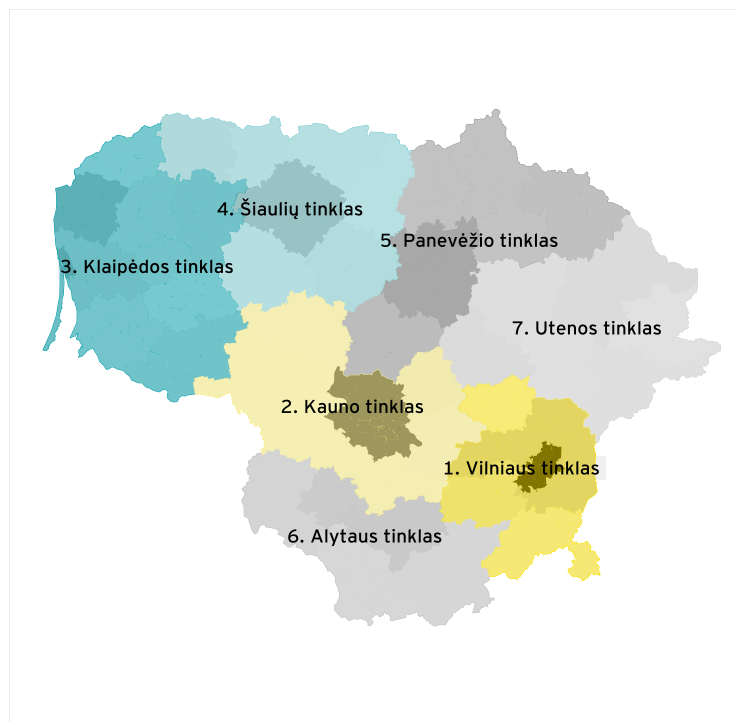 4. Šiaulių tinklas
5. Panevėžio tinklas
3. Klaipėdos tinklas
7. Utenos tinklas
2. Kauno tinklas
1. Vilniaus tinklas
6. Alytaus tinklas